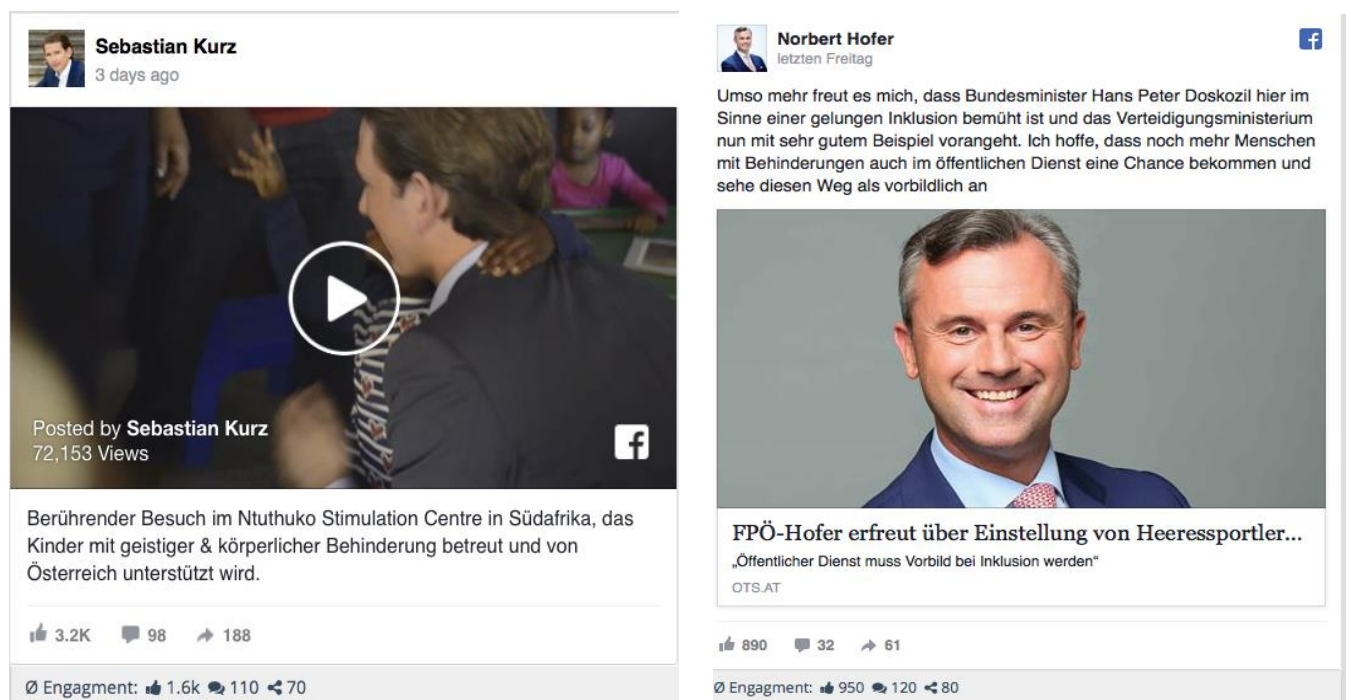 Sebastian Kurz
3 days ago
Posted by Sebastian Kurz
72,153 Views
Berührender Besuch im Ntuthuko Stimulation Centre in Südafrika, das
Kinder mit geistiger & körperlicher Behinderung betreut und von
Österreich unterstützt wird.
3.2K 98 188
Ø Engagment: 1.6k 110 70
Norbert Hofer
letzten Freitag
Umso mehr freut es mich, dass Bundesminister Hans Peter Doskozil hier im
Sinne einer gelungen Inklusion bemüht ist und das Verteidigungsministerium
nun mit sehr gutem Beispiel vorangeht. Ich hoffe, dass noch mehr Menschen
mit Behinderungen auch im öffentlichen Dienst eine Chance bekommen und
sehe diesen Weg als vorbildlich an
FPÖ-Hofer erfreut über Einstellung von Heeressportler...
„Öffentlicher Dienst muss Vorbild bei Inklusion werden“
OTS.AT
890 32 61
Ø Engagment: 950 120 80